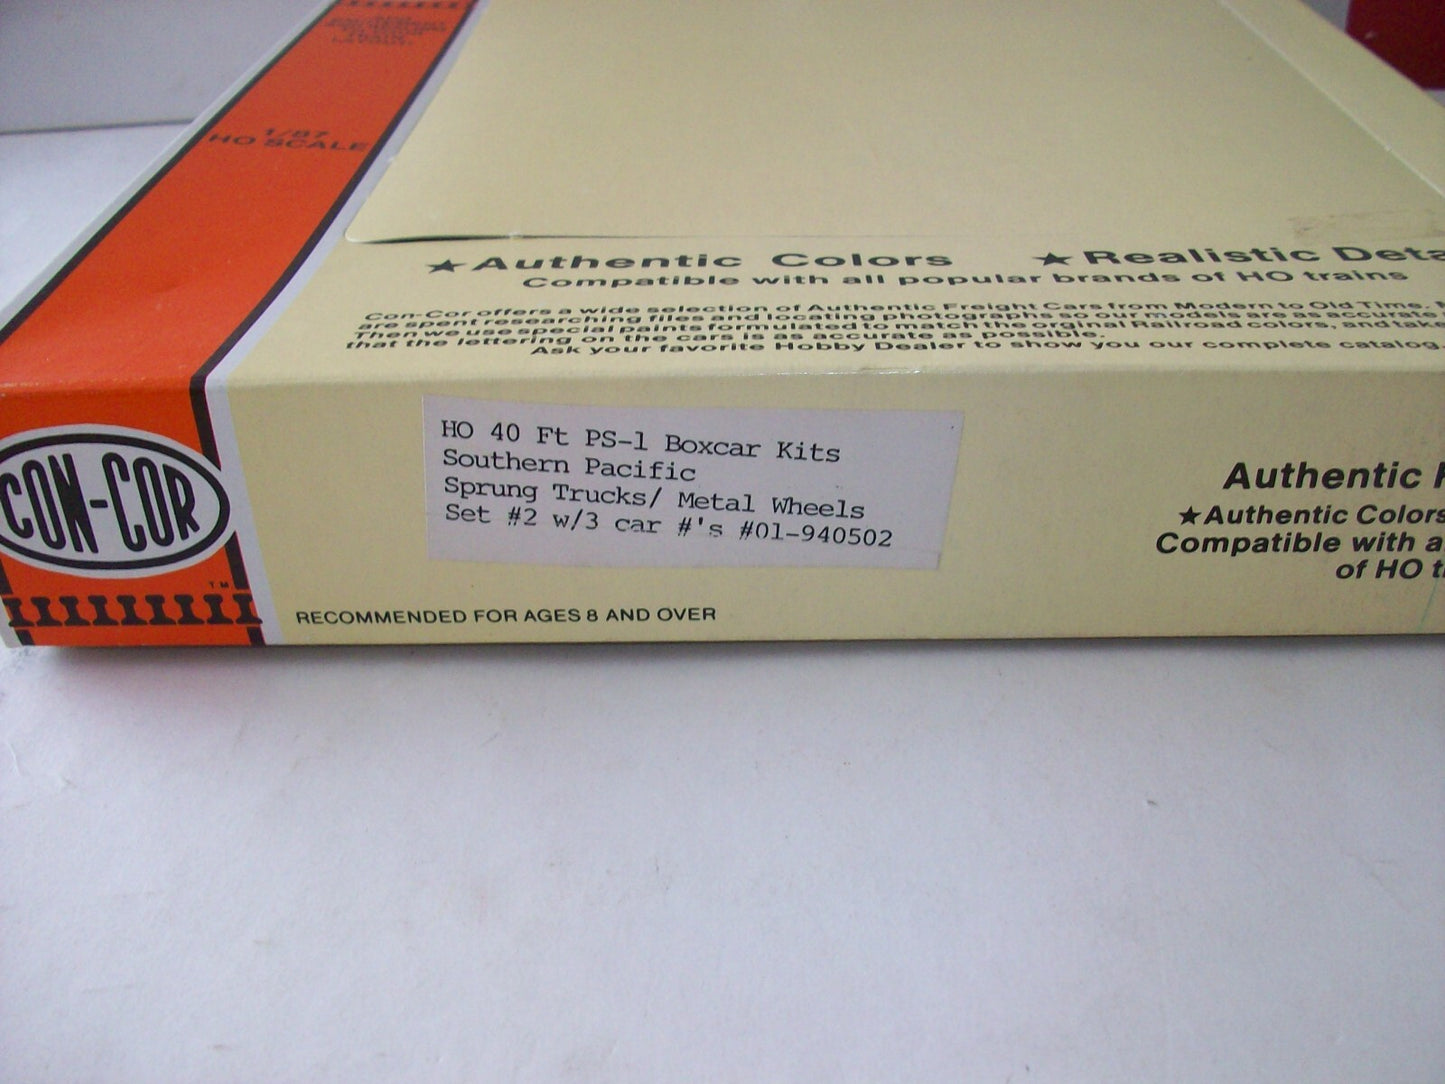 1/87
HO SCALE
★Authentic Colors ★Realistic Deta
Compatible with all popular brands of HO trains
Con-Cor offers a wide selection of Authentic Freight Cars from Modern to Old Time.
are spent researching files and locating photographs so our models are as accurate
Then we use special paints formulated to match the orginal Railroad colors, and take
that the lettering on the cars is as accurate as possible.
Ask your favorite Hobby Dealer to show you our complete catalog.
CON-COR
TM
HO 40 Ft PS-1 Boxcar Kits
Southern Pacific
Sprung Trucks/ Metal Wheels
Set #2 w/3 car #'s #01-940502
RECOMMENDED FOR AGES 8 AND OVER
Authentic
★Authentic Colors
Compatible with a
of HO t